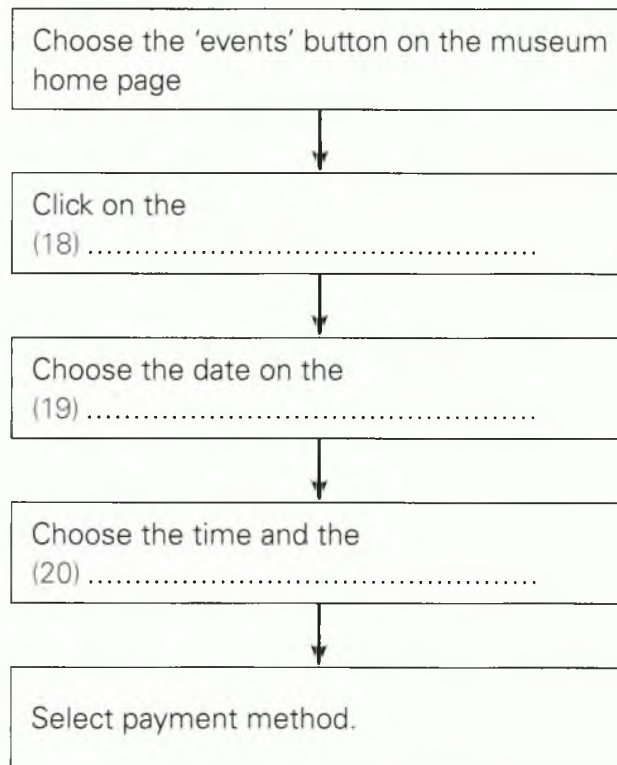 Choose the 'events' button on the museum
home page
Click on the
(18) ................................................
Choose the date on the
(19) ................................................
Choose the time and the
(20) ................................................
Select payment method.